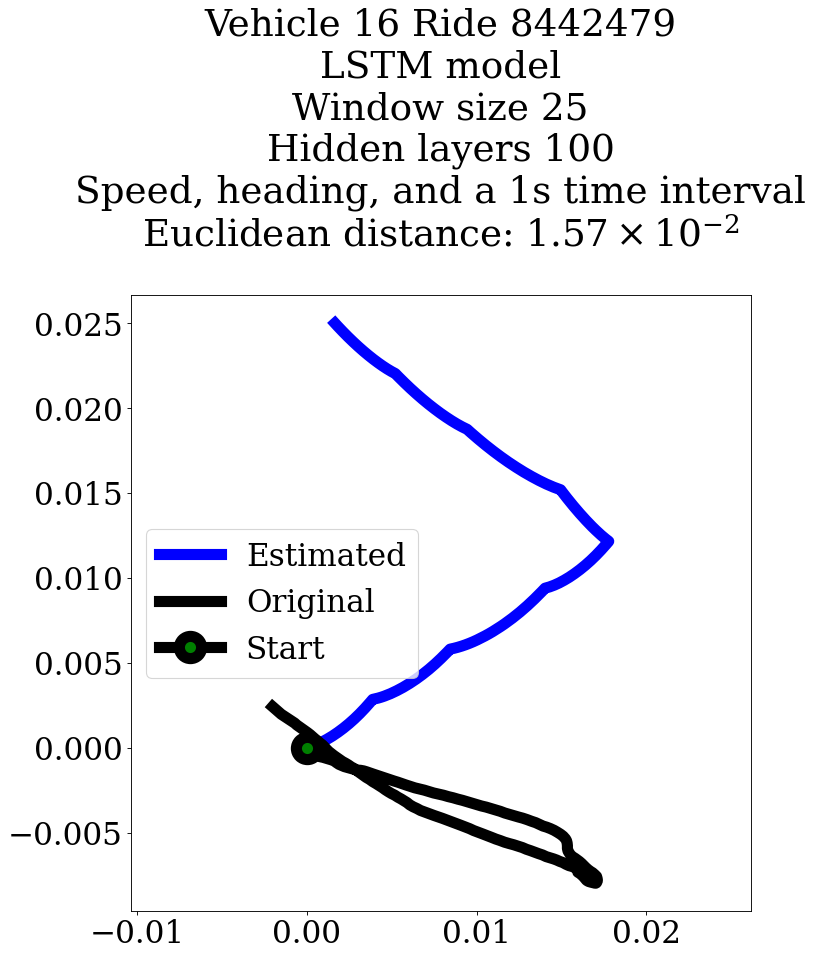 Vehicle 16 Ride 8442479
LSTM model
Window size 25
Hidden layers 100
Speed, heading, and a 1s time interval
Euclidean distance: 1.57 × 10⁻²
0.025
0.020
0.015
0.010
0.005
0.000
−0.005
Estimated
Original
Start
−0.01
0.00
0.01
0.02